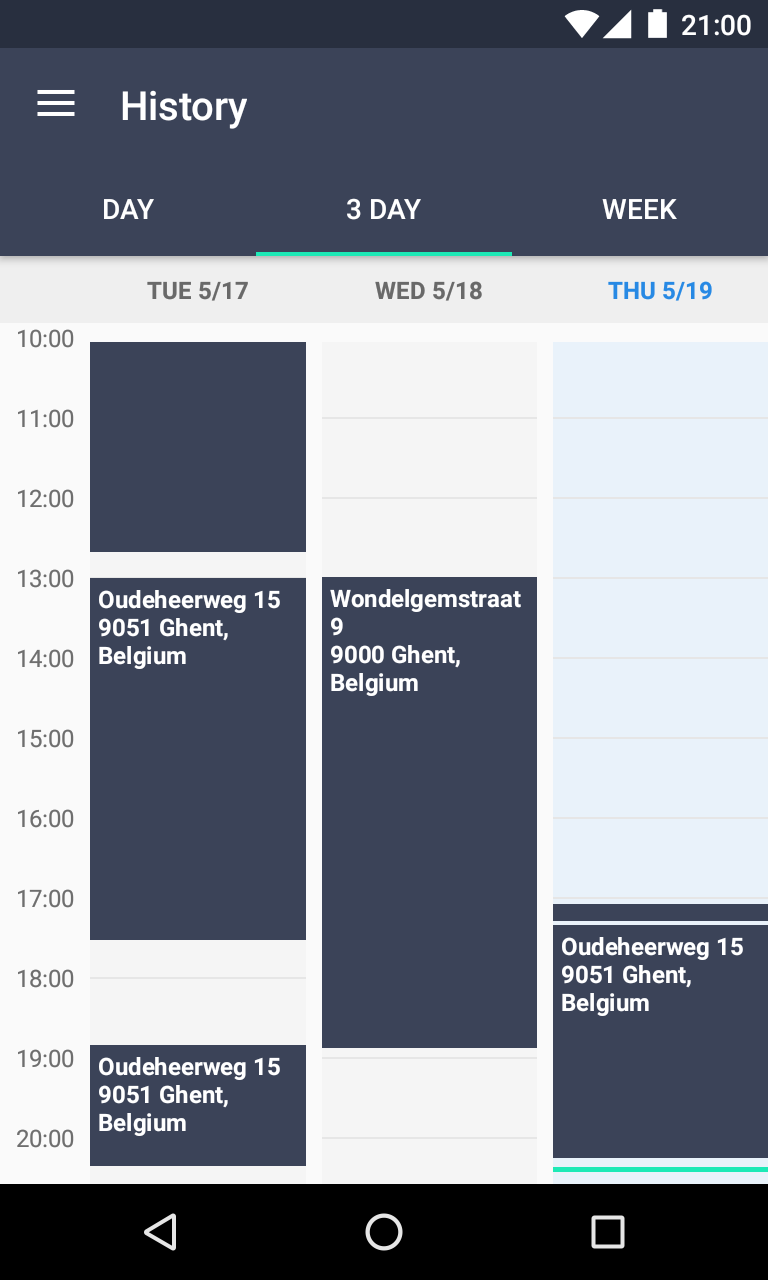 21:00
History
DAY
3 DAY
WEEK
TUE 5/17
WED 5/18
THU 5/19
10:00
11:00
12:00
13:00
14:00
15:00
16:00
17:00
18:00
19:00
20:00
Oudeheerweg 15
9051 Ghent,
Belgium
Oudeheerweg 15
9051 Ghent,
Belgium
Wondelgemstraat
9
9000 Ghent,
Belgium
Oudeheerweg 15
9051 Ghent,
Belgium